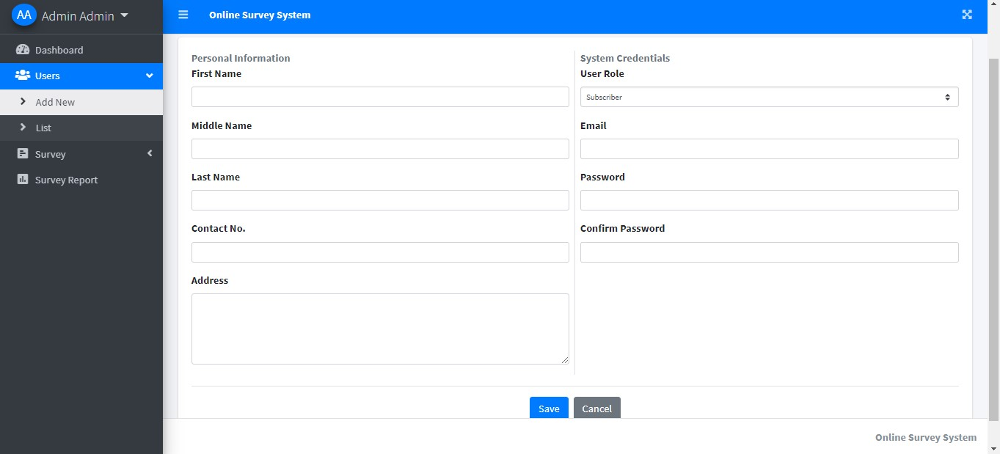 AA Admin Admin
Online Survey System
Dashboard
Users
Add New
List
Survey
Survey Report
Personal Information
First Name
Middle Name
Last Name
Contact No.
Address
System Credentials
User Role
Subscriber
Email
Password
Confirm Password
Save Cancel
Online Survey System